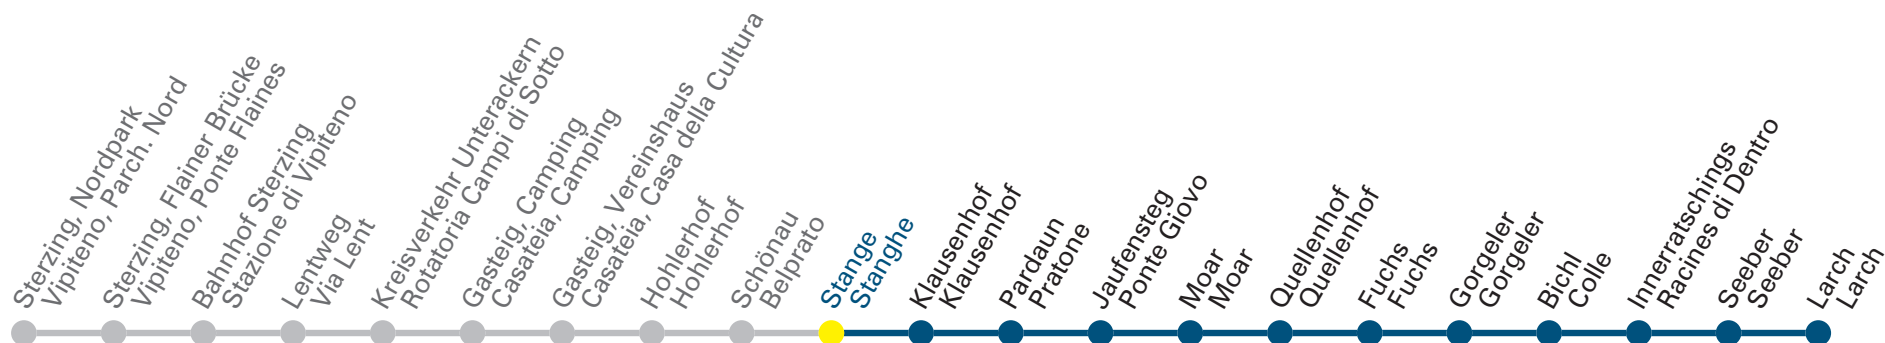 Sterzing, Nordpark
Vipiteno, Parch. Nord
Sterzing, Flainer Brücke
Vipiteno, Ponte Flaines
Bahnhof Sterzing
Stazione di Vipiteno
Lentweg
Via Lent
Kreisverkehr Unterackern
Rotatoria Campi di Sotto
Gasteig, Camping
Casateia, Camping
Gasteig, Vereinshaus
Casateia, Casa della Cultura
Hohlerhof
Hohlerhof
Schönau
Belprato
Stange
Stanghe
Klausenhof
Klausenhof
Pardaun
Pratone
Jaufensteg
Ponte Giovo
Moar
Moar
Quellenhof
Quellenhof
Fuchs
Fuchs
Gorgeler
Gorgeler
Bichl
Colle
Innerratschings
Racines di Dentro
Seeber
Seeber
Larch
Larch